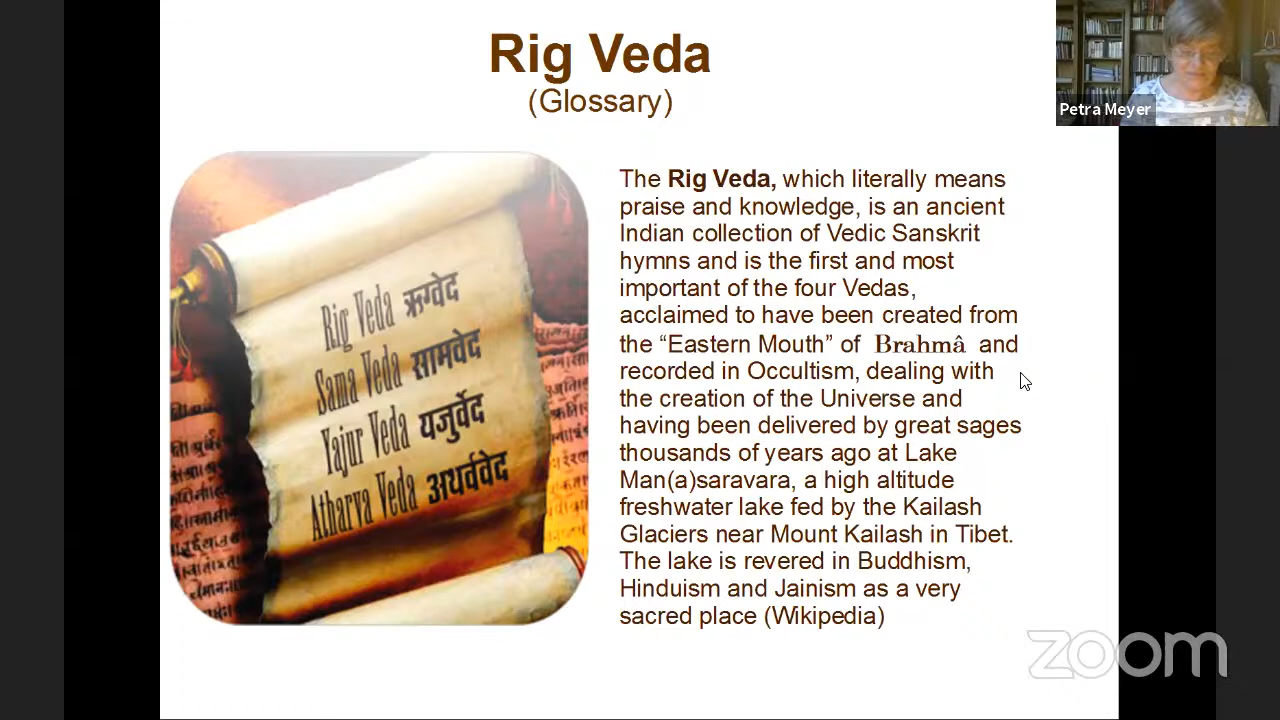 Rig Veda
(Glossary)
Petra Meyer
Rig Veda ऋग्वेद
Sama Veda सामवेद
Yajur Veda यजुर्वेद
Atharva Veda अथर्ववेद
The Rig Veda, which literally means
praise and knowledge, is an ancient
Indian collection of Vedic Sanskrit
hymns and is the first and most
important of the four Vedas,
acclaimed to have been created from
the “Eastern Mouth” of Brahmâ and
recorded in Occultism, dealing with
the creation of the Universe and
having been delivered by great sages
thousands of years ago at Lake
Man(a)saravara, a high altitude
freshwater lake fed by the Kailash
Glaciers near Mount Kailash in Tibet.
The lake is revered in Buddhism,
Hinduism and Jainism as a very
sacred place (Wikipedia)
zoom